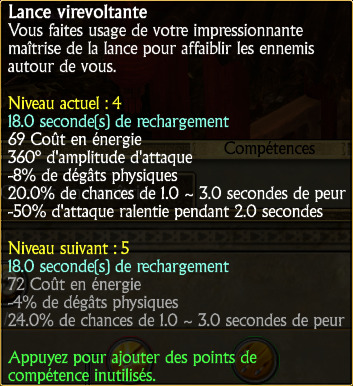 Lance virevoltante
Vous faites usage de votre impressionnante
maîtrise de la lance pour affaiblir les ennemis
autour de vous.
Niveau actuel : 4
18.0 seconde(s) de rechargement
69 Coût en énergie
360° d'amplitude d'attaque
-8% de dégâts physiques
20.0% de chances de 1.0 ~ 3.0 secondes de peur
-50% d'attaque ralentie pendant 2.0 secondes
Compétences
Niveau suivant : 5
18.0 seconde(s) de rechargement
72 Coût en énergie
-4% de dégâts physiques
24.0% de chances de 1.0 ~ 3.0 secondes de peur
Appuyez pour ajouter des points de
compétence inutilisés.